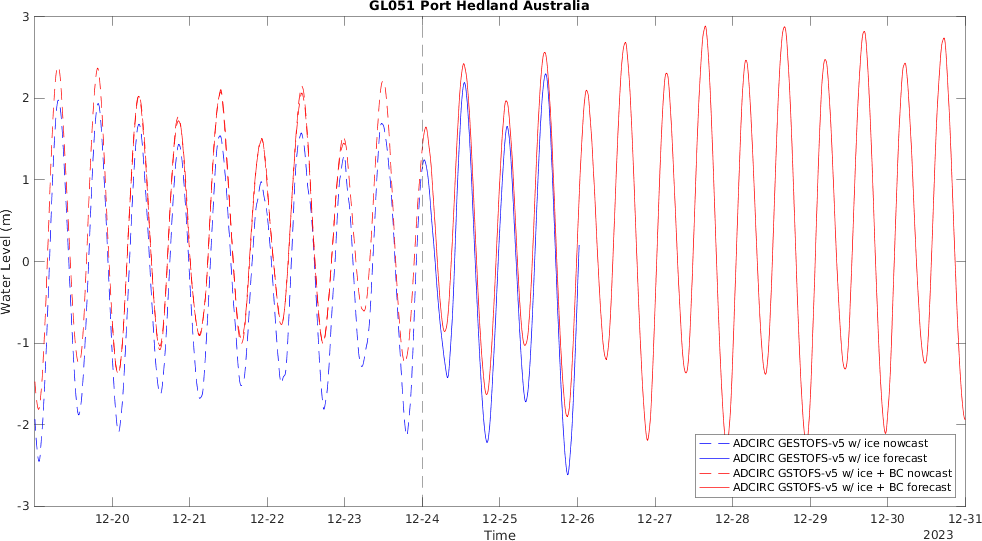 GL051 Port Hedland Australia
3
2
1
0
-1
-2
-3
Water Level (m)
ADCIRC GESTOFS-v5 w/ ice nowcast
ADCIRC GESTOFS-v5 w/ ice forecast
ADCIRC GSTOFS-v5 w/ ice + BC nowcast
ADCIRC GSTOFS-v5 w/ ice + BC forecast
12-20 12-21 12-22 12-23 12-24 12-25 12-26 12-27 12-28 12-29 12-30 12-31
Time
2023